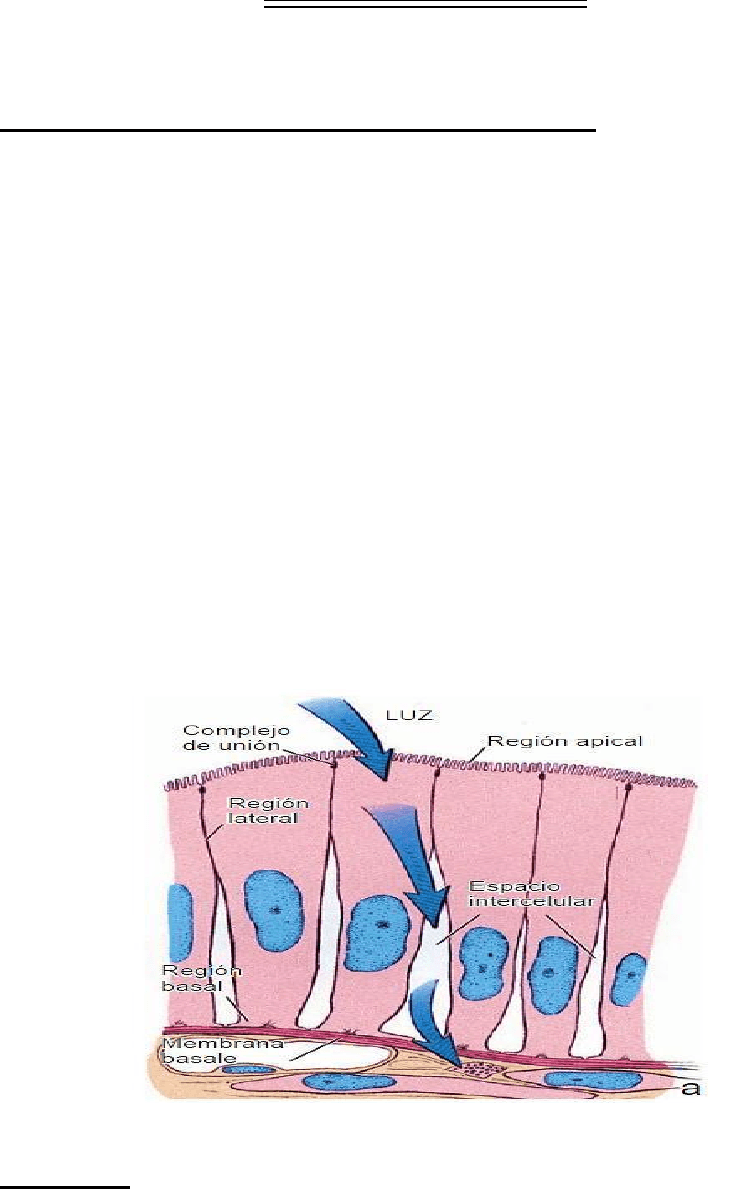 LUZ
Complejo
de unión
Región apical
Región
lateral
Espacio
intercelular
Región
basal
Membrana
basale
a